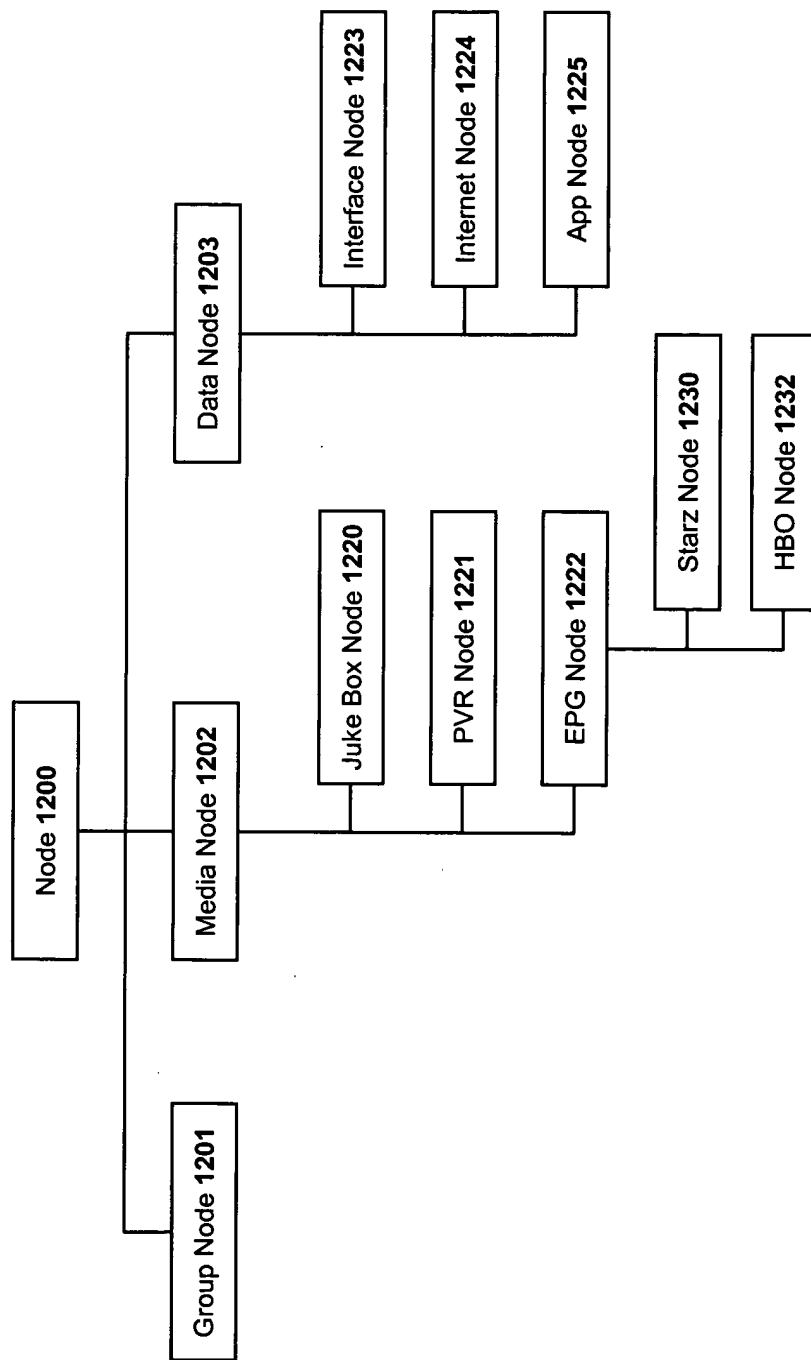 Node 1200
Group Node 1201
Media Node 1202
Data Node 1203
Juke Box Node 1220
PVR Node 1221
EPG Node 1222
Starz Node 1230
HBO Node 1232
Interface Node 1223
Internet Node 1224
App Node 1225